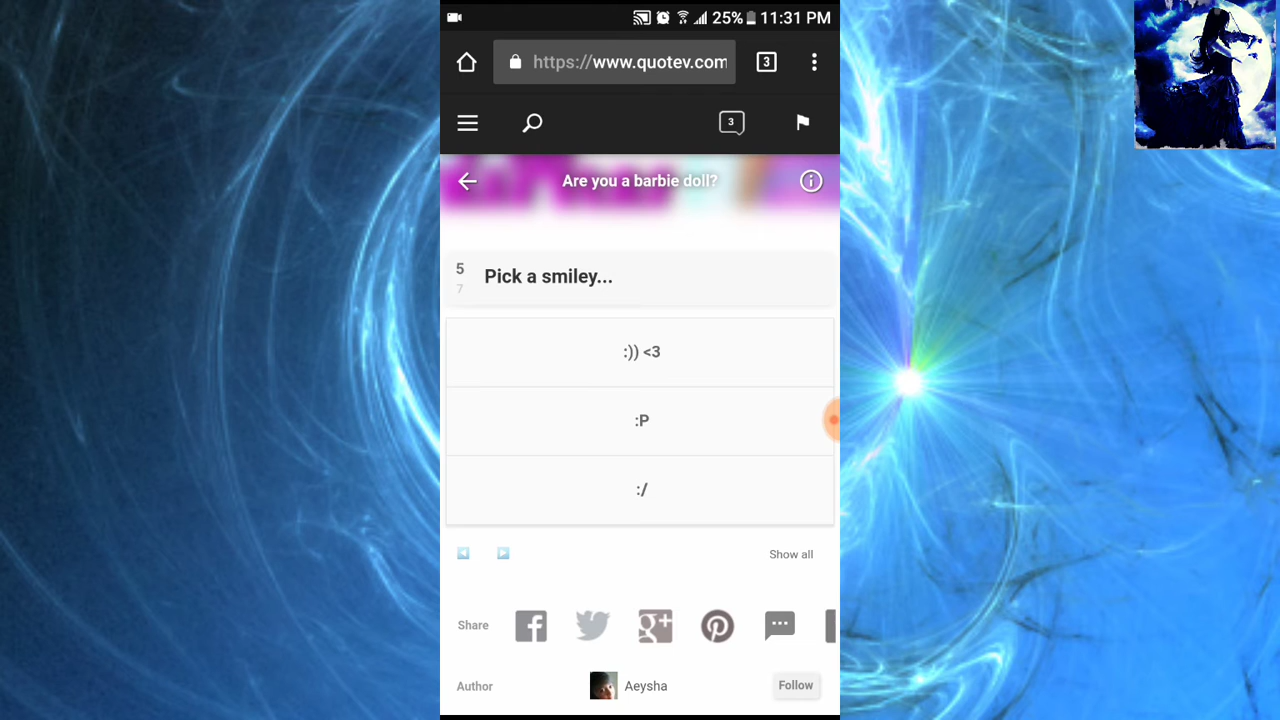 25% 11:31 PM
https://www.quotev.com
3
3
Are you a barbie doll?
5
7
Pick a smiley...
:)) <3
:P
:/
Show all
Share
Author
Aeysha
Follow